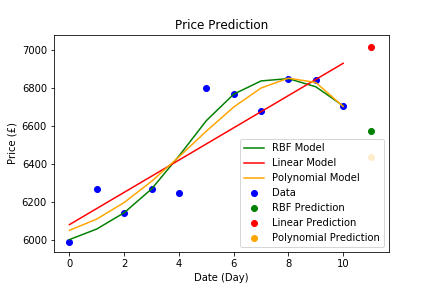 Price Prediction
Price (£)
7000
6800
6600
6400
6200
6000
RBF Model
Linear Model
Polynomial Model
Data
RBF Prediction
Linear Prediction
Polynomial Prediction
0
2
4
6
8
10
Date (Day)